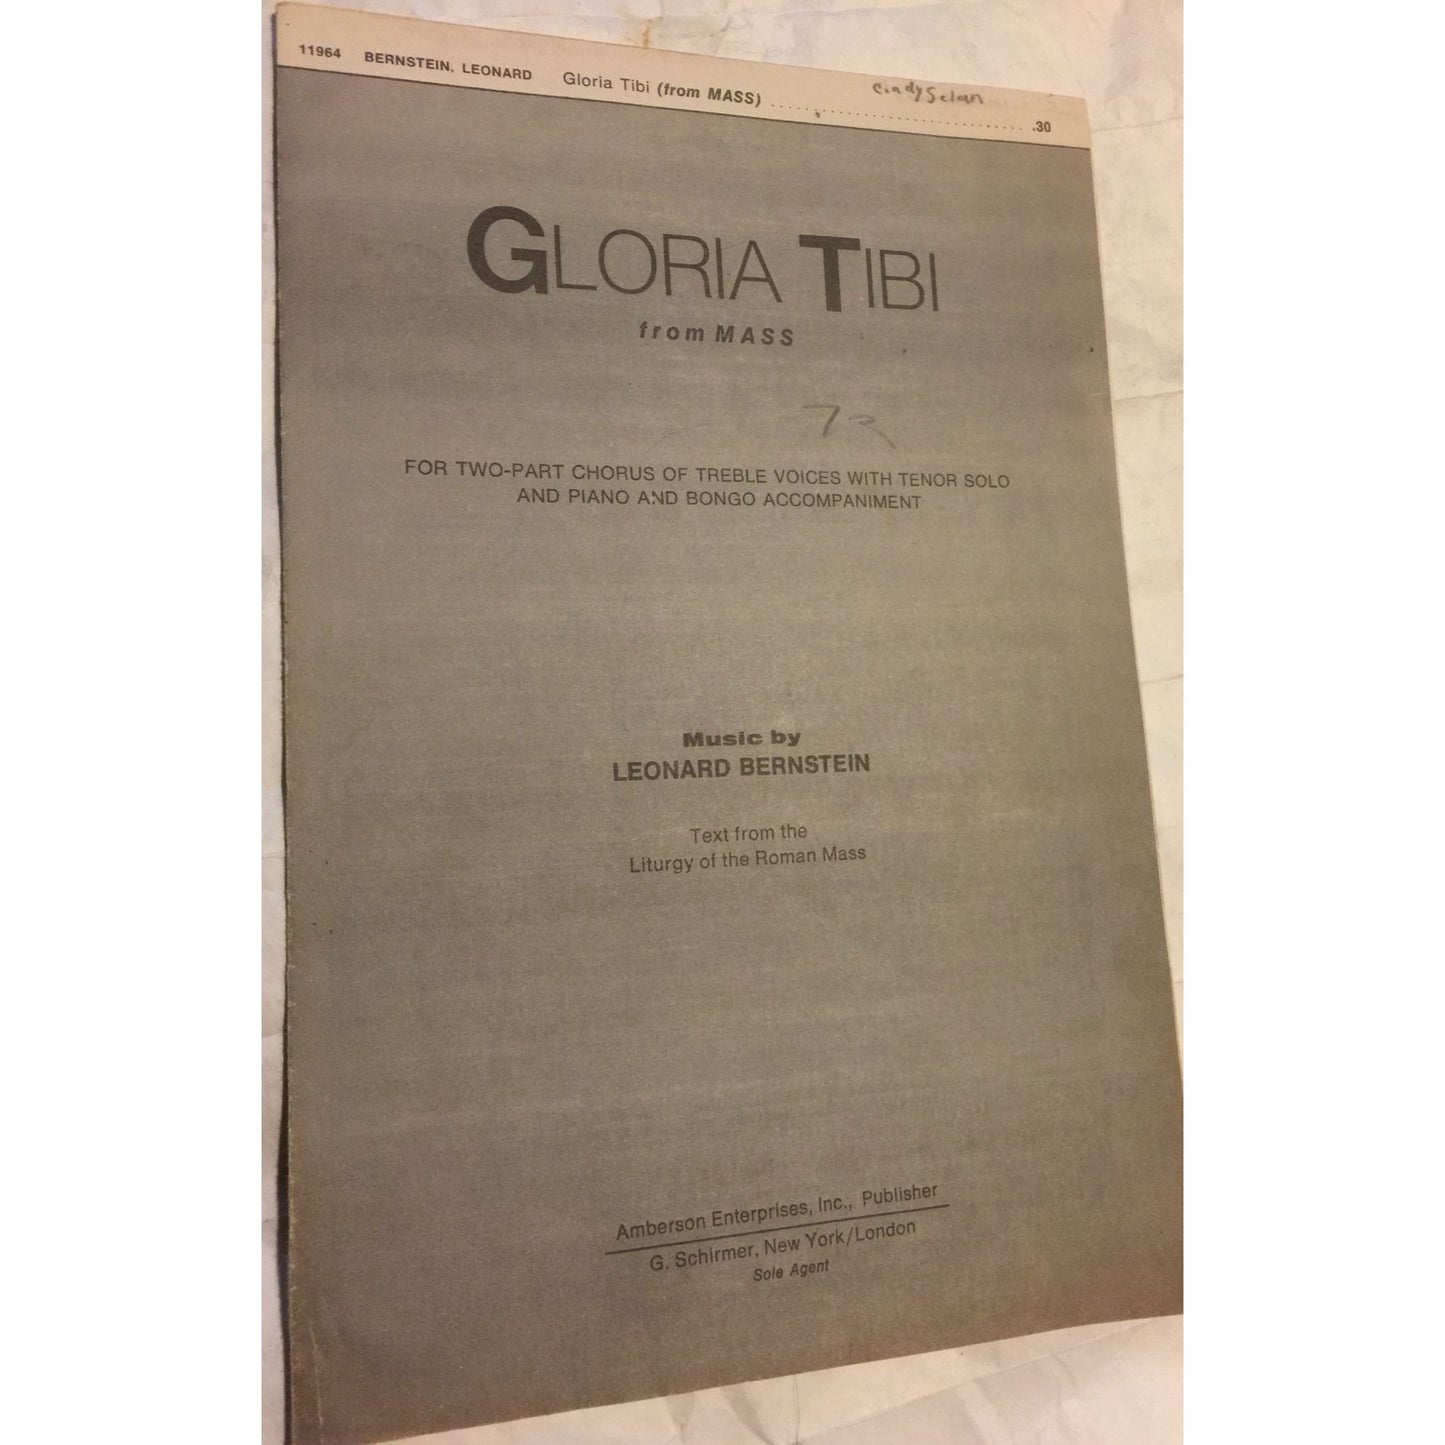 11964 BERNSTEIN, LEONARD Gloria Tibi (from MASS) .30
Cindy
GLORIA TIBI
from MASS
72
FOR TWO-PART CHORUS OF TREBLE VOICES WITH TENOR SOLO
AND PIANO AND BONGO ACCOMPANIMENT
Music by
LEONARD BERNSTEIN
Text from the
Liturgy of the Roman Mass
Amberson Enterprises, Inc., Publisher
G. Schirmer, New York/London
Sole Agent